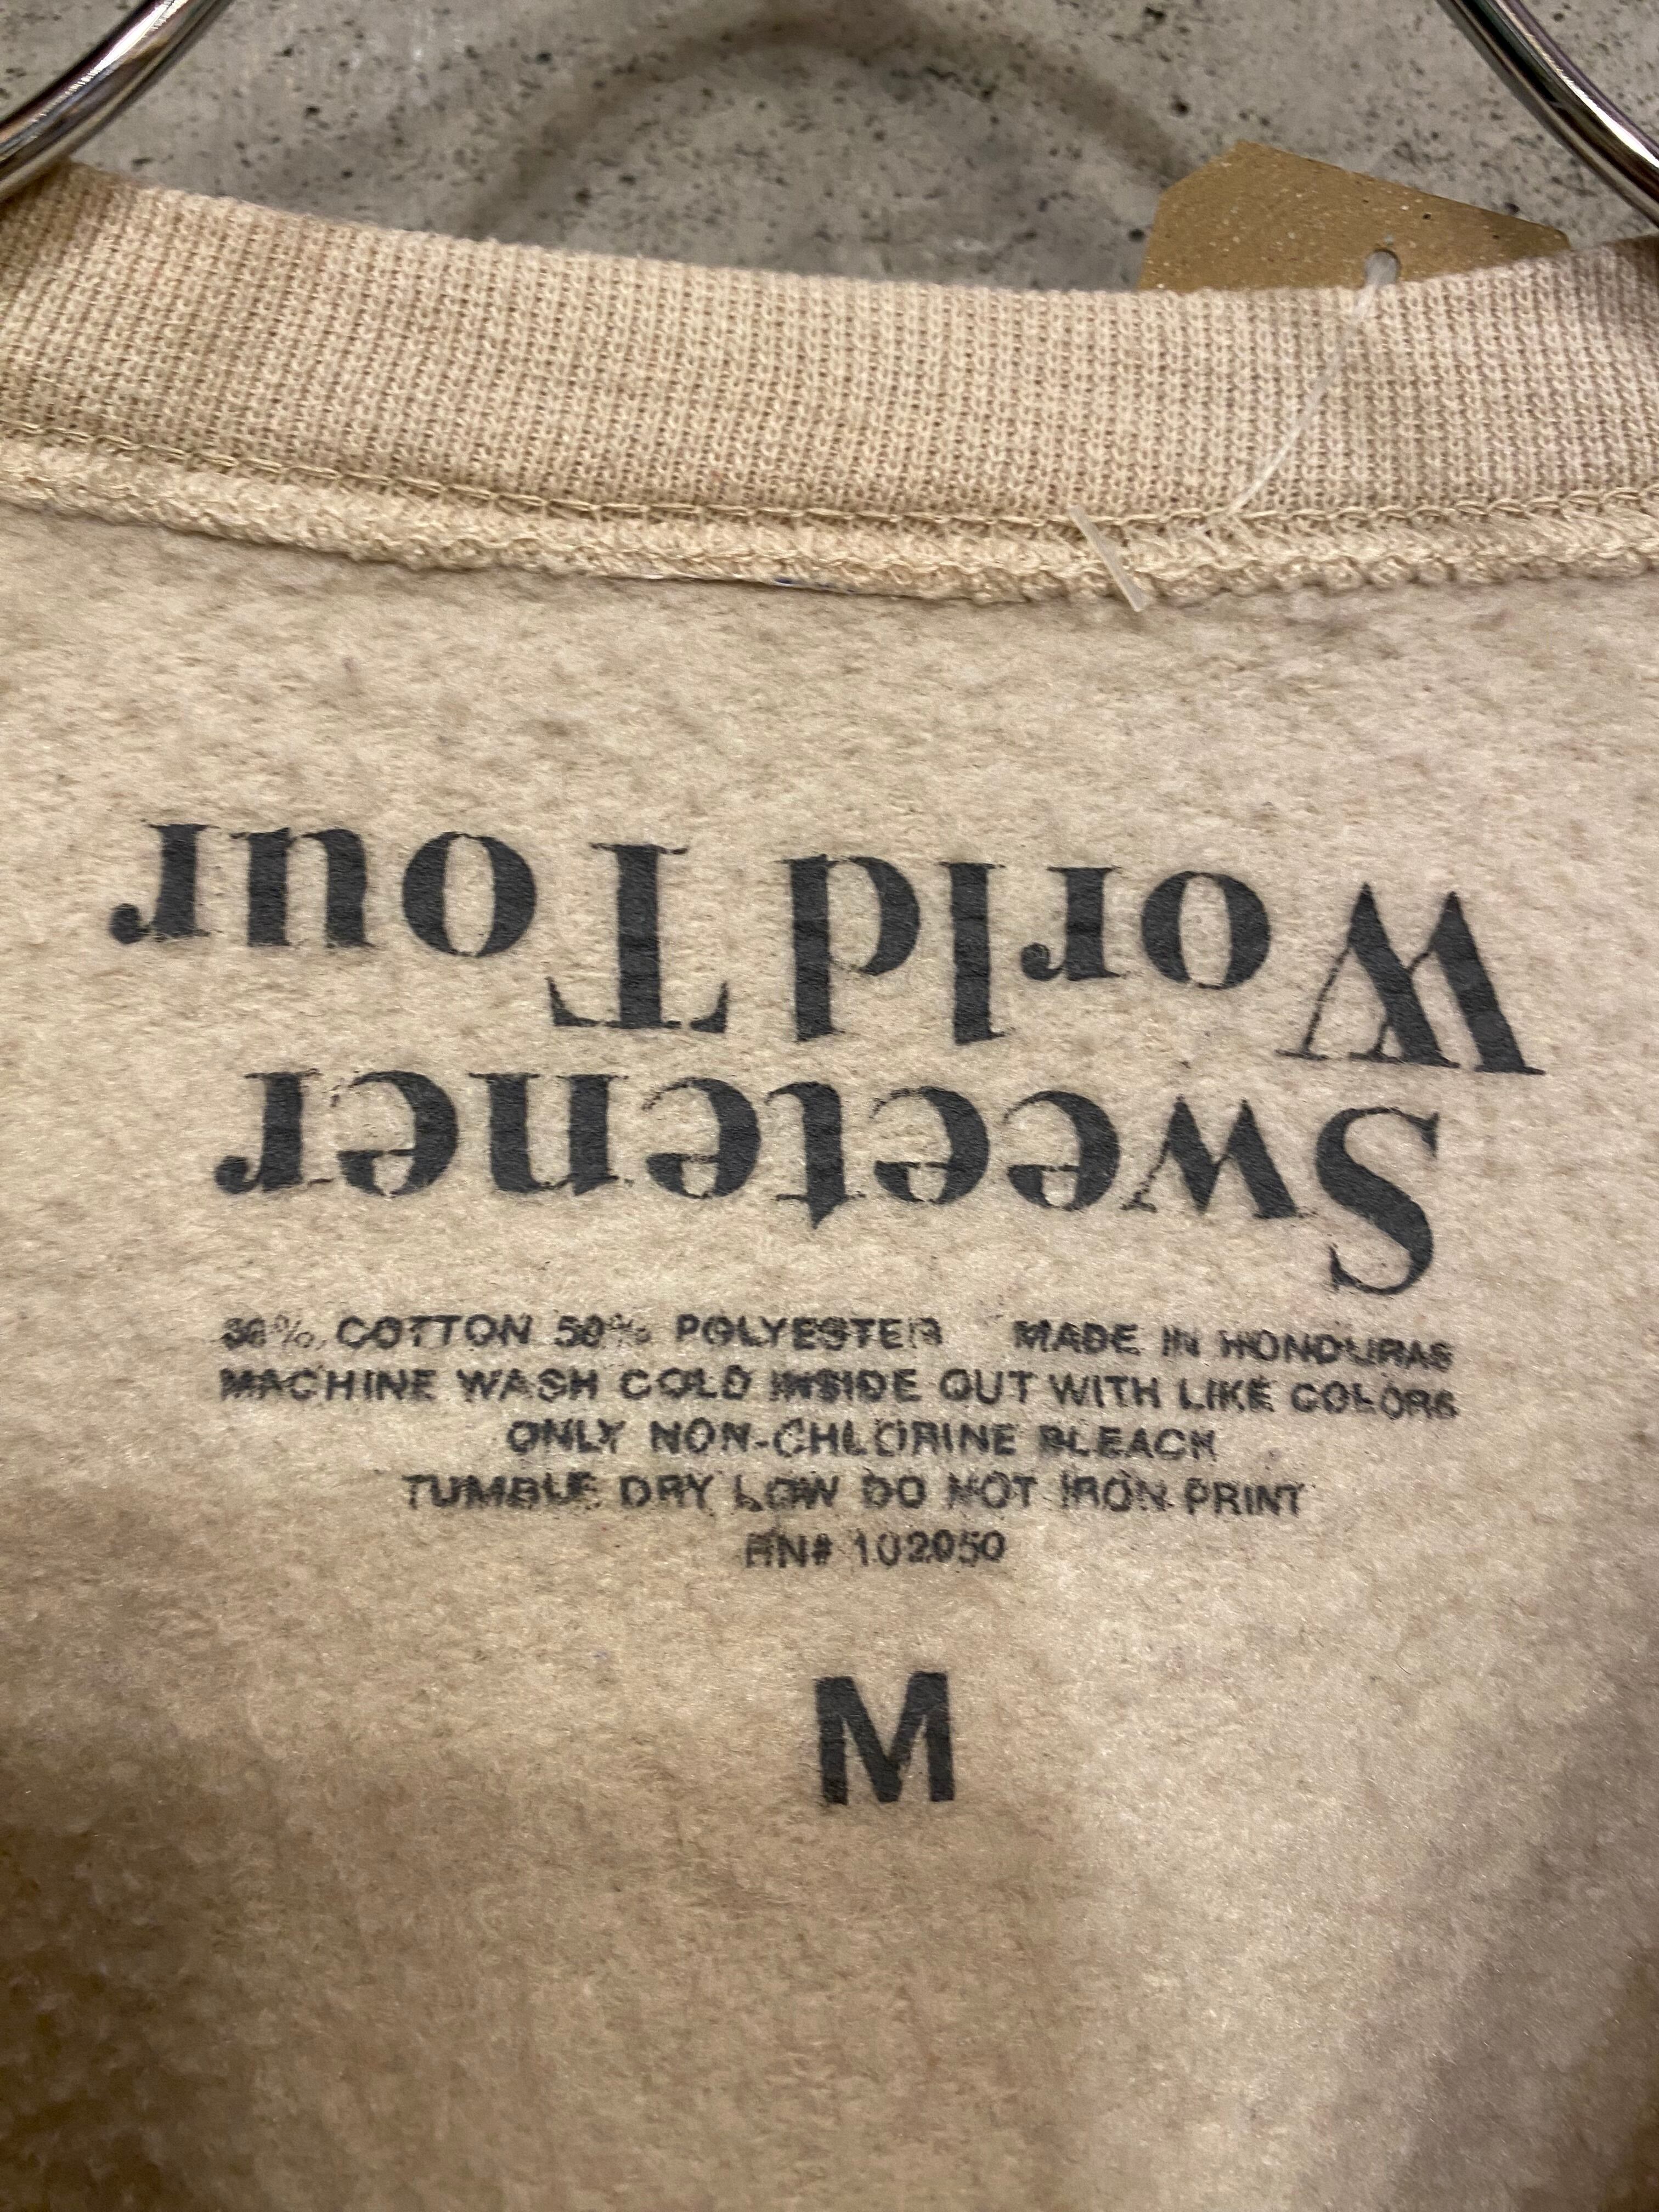 Sweetener
World Tour
50% COTTON 50% POLYESTER MADE IN HONDURAS
MACHINE WASH COLD INSIDE OUT WITH LIKE COLORS
ONLY NON-CHLORINE BLEACH
TUMBLE DRY LOW DO NOT IRON PRINT
RN# 102050
M